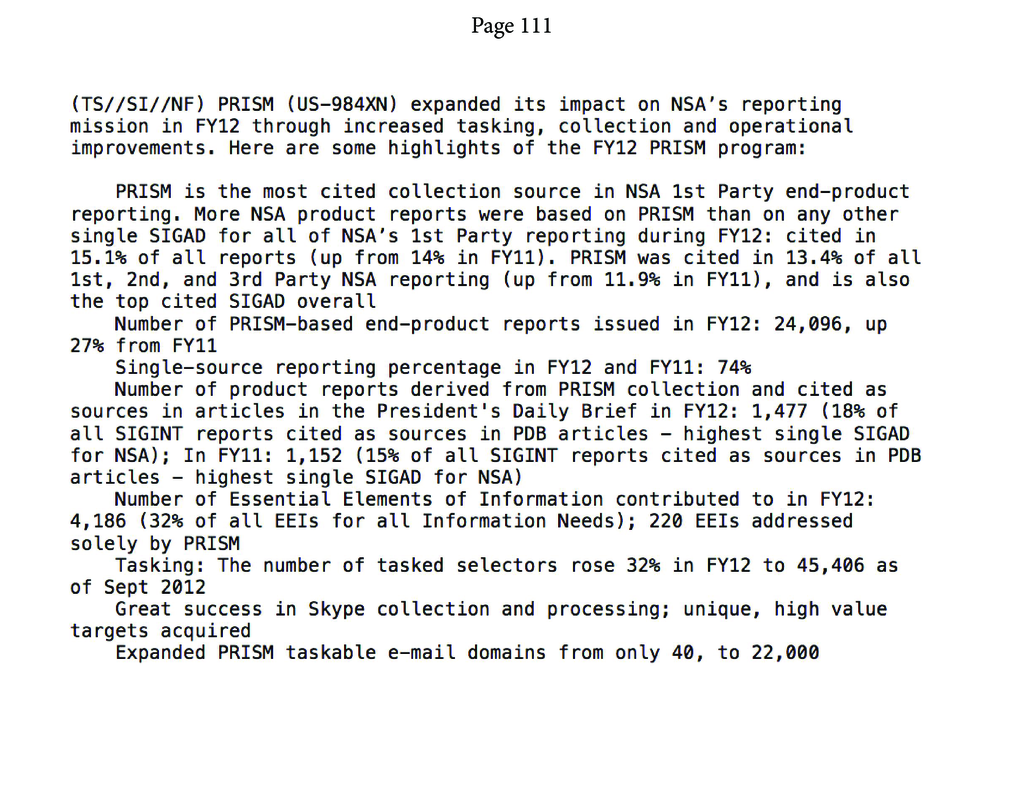 Page 111
(TS//SI//NF) PRISM (US-984XN) expanded its impact on NSA's reporting
mission in FY12 through increased tasking, collection and operational
improvements. Here are some highlights of the FY12 PRISM program:
PRISM is the most cited collection source in NSA 1st Party end-product
reporting. More NSA product reports were based on PRISM than on any other
single SIGAD for all of NSA's 1st Party reporting during FY12: cited in
15.1% of all reports (up from 14% in FY11). PRISM was cited in 13.4% of all
1st, 2nd, and 3rd Party NSA reporting (up from 11.9% in FY11), and is also
the top cited SIGAD overall
Number of PRISM-based end-product reports issued in FY12: 24,096, up
27% from FY11
Single-source reporting percentage in FY12 and FY11: 74%
Number of product reports derived from PRISM collection and cited as
sources in articles in the President's Daily Brief in FY12: 1,477 (18% of
all SIGINT reports cited as sources in PDB articles – highest single SIGAD
for NSA); In FY11: 1,152 (15% of all SIGINT reports cited as sources in PDB
articles – highest single SIGAD for NSA)
Number of Essential Elements of Information contributed to in FY12:
4,186 (32% of all EEIs for all Information Needs); 220 EEIs addressed
solely by PRISM
Tasking: The number of tasked selectors rose 32% in FY12 to 45,406 as
of Sept 2012
Great success in Skype collection and processing; unique, high value
targets acquired
Expanded PRISM taskable e-mail domains from only 40, to 22,000